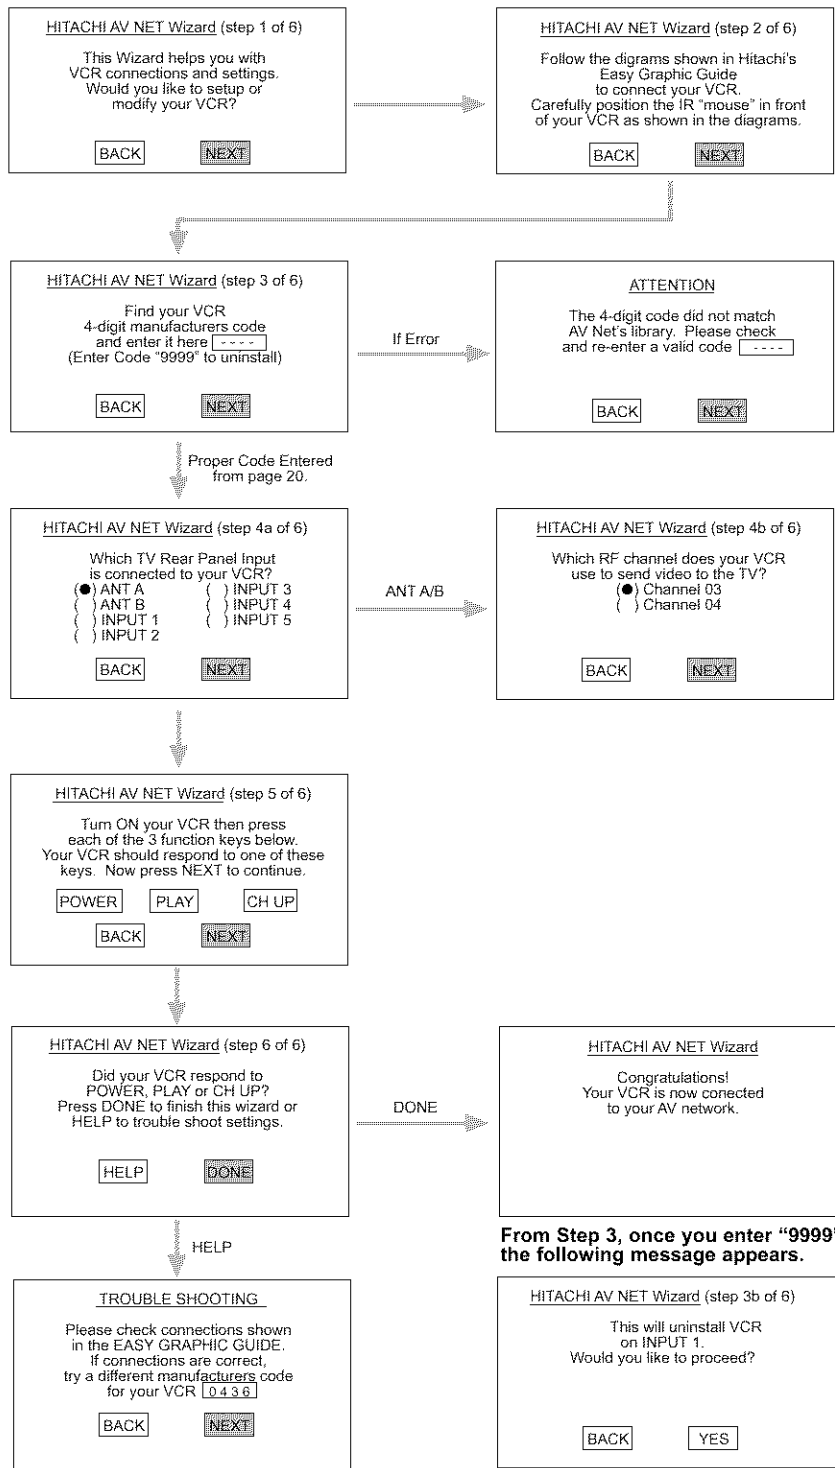 HITACHI AV NET Wizard (step 1 of 6)
This Wizard helps you with
VCR connections and settings.
Would you like to setup or
modify your VCR?
BACK NEXT
HITACHI AV NET Wizard (step 2 of 6)
Follow the digrams shown in Hitachi's
Easy Graphic Guide
to connect your VCR.
Carefully position the IR “mouse” in front
of your VCR as shown in the diagrams.
BACK NEXT
HITACHI AV NET Wizard (step 3 of 6)
Find your VCR
4-digit manufacturers code
and enter it here - - - -
(Enter Code “9999” to uninstall)
BACK NEXT
If Error
ATTENTION
The 4-digit code did not match
AV Net's library. Please check
and re-enter a valid code - - - -
BACK NEXT
Proper Code Entered
from page 20.
HITACHI AV NET Wizard (step 4a of 6)
Which TV Rear Panel Input
is connected to your VCR?
(●) ANT A ( ) INPUT 3
( ) ANT B ( ) INPUT 4
( ) INPUT 1 ( ) INPUT 5
( ) INPUT 2
BACK NEXT
ANT A/B
HITACHI AV NET Wizard (step 4b of 6)
Which RF channel does your VCR
use to send video to the TV?
(●) Channel 03
( ) Channel 04
BACK NEXT
HITACHI AV NET Wizard (step 5 of 6)
Turn ON your VCR then press
each of the 3 function keys below.
Your VCR should respond to one of these
keys. Now press NEXT to continue.
POWER PLAY CH UP
BACK NEXT
HITACHI AV NET Wizard (step 6 of 6)
Did your VCR respond to
POWER, PLAY or CH UP?
Press DONE to finish this wizard or
HELP to trouble shoot settings.
HELP DONE
DONE
HITACHI AV NET Wizard
Congratulations!
Your VCR is now conected
to your AV network.
HELP
TROUBLE SHOOTING
Please check connections shown
in the EASY GRAPHIC GUIDE.
If connections are correct,
try a different manufacturers code
for your VCR 0 4 3 6
BACK NEXT
From Step 3, once you enter “9999”
the following message appears.
HITACHI AV NET Wizard (step 3b of 6)
This will uninstall VCR
on INPUT 1.
Would you like to proceed?
BACK YES